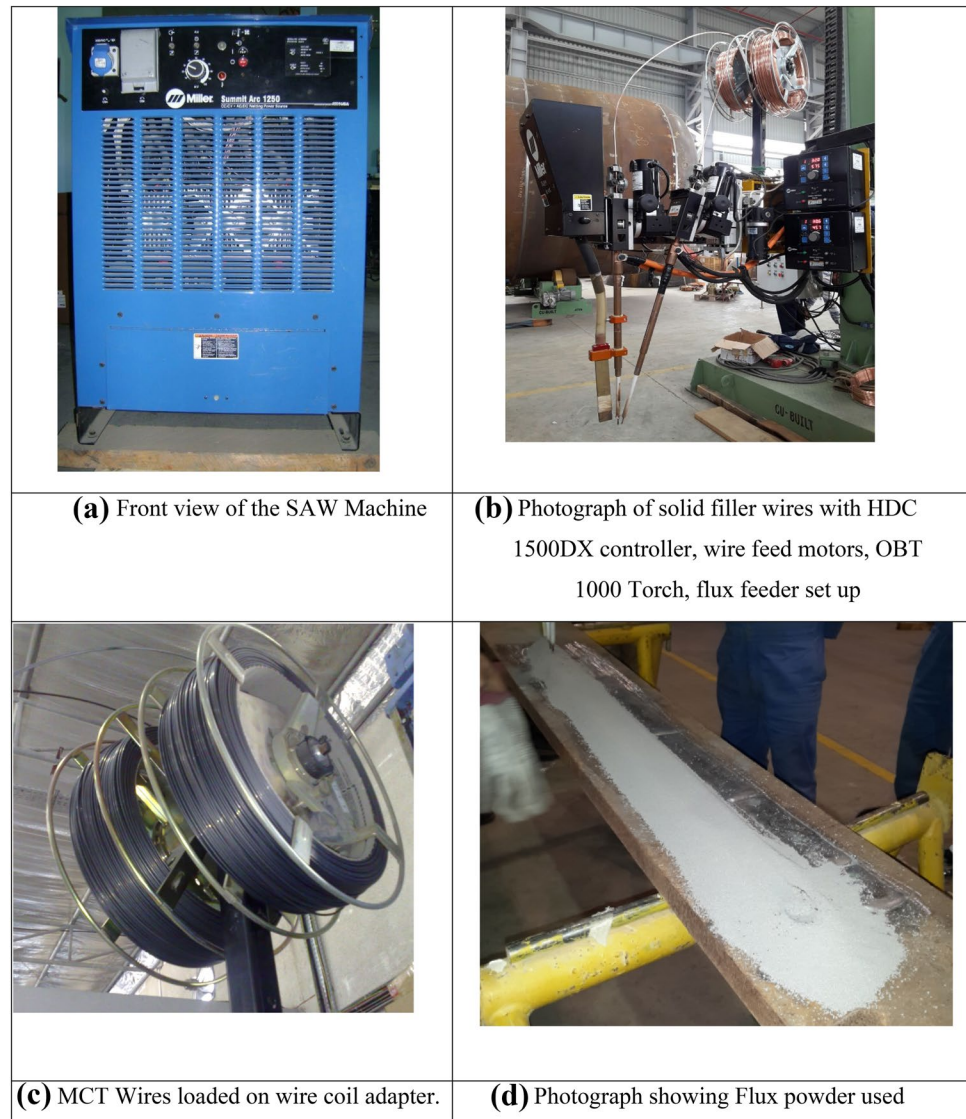 Miller
Summit Arc 1250
CU-BUILT
CU-BUILT
(a) Front view of the SAW Machine
(b) Photograph of solid filler wires with HDC
1500DX controller, wire feed motors, OBT
1000 Torch, flux feeder set up
(c) MCT Wires loaded on wire coil adapter.
(d) Photograph showing Flux powder used